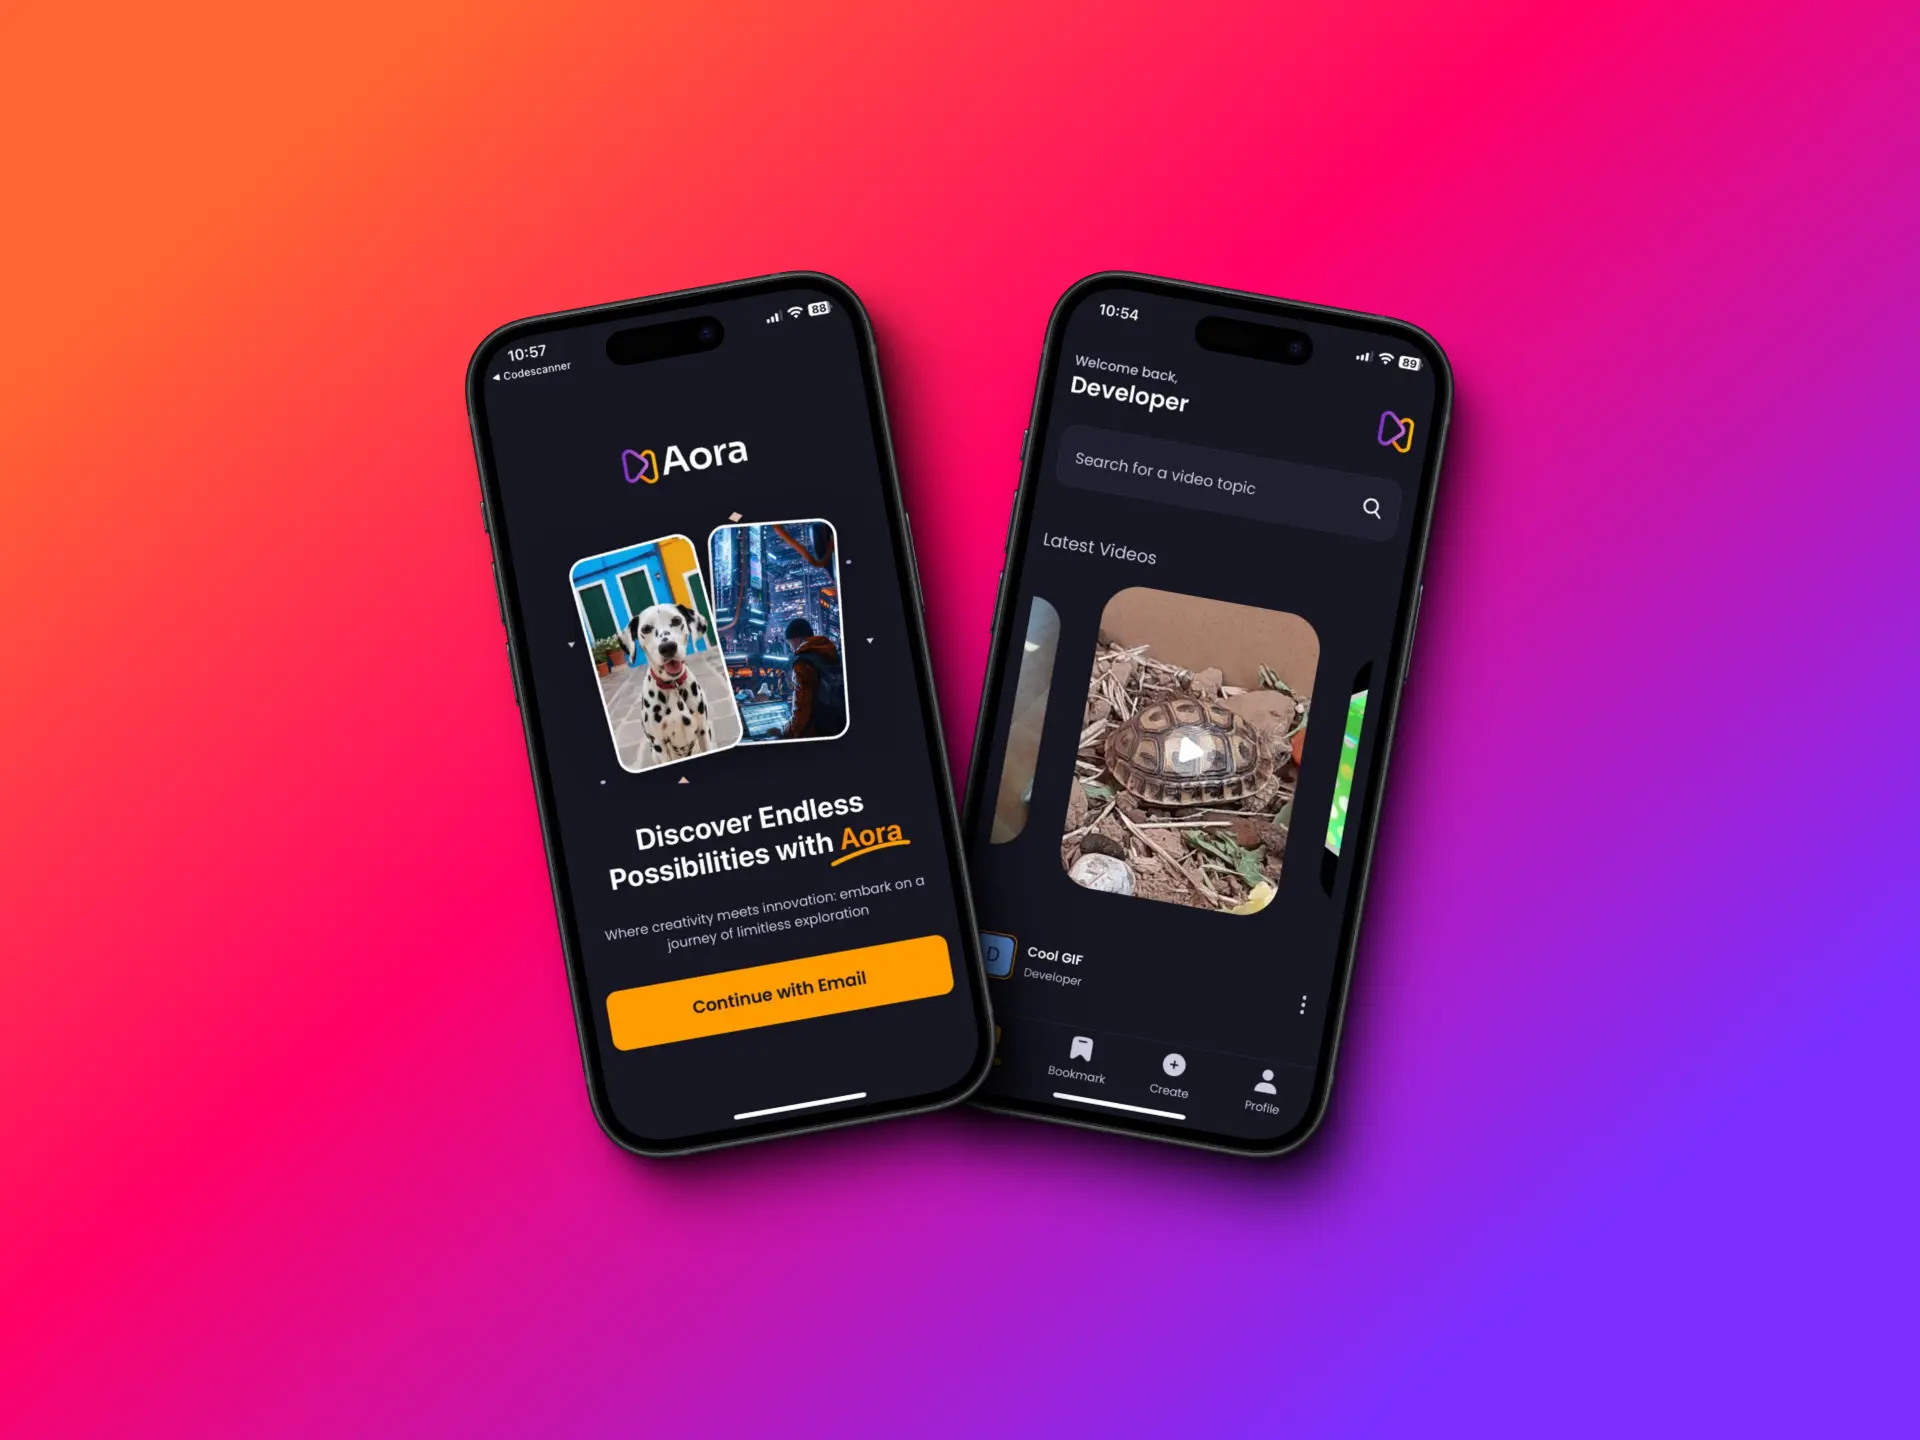 10:57
88
◀ Codescanner
Aora
Discover Endless
Possibilities with Aora
Where creativity meets innovation: embark on a
journey of limitless exploration
Continue with Email
10:54
89
Welcome back,
Developer
Search for a video topic
Latest Videos
D
Cool GIF
Developer
Bookmark
Create
Profile